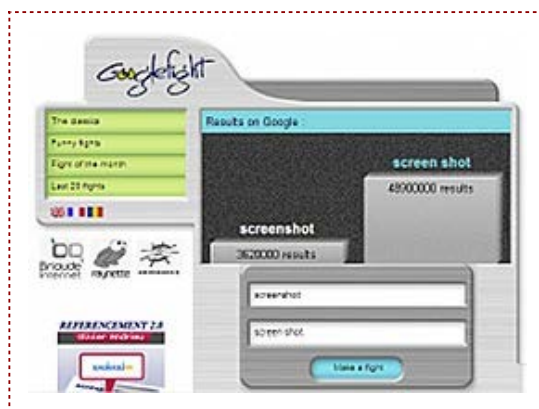 Googlefight
The classics
Funny fights
Fight of the month
Last 20 fights
Results on Google :
screen shot
48900000 results
screenshot
3620000 results
Brioude
Internet
raynette
screenshot
screen shot
Make a fight
REFERENCEMENT 2.0